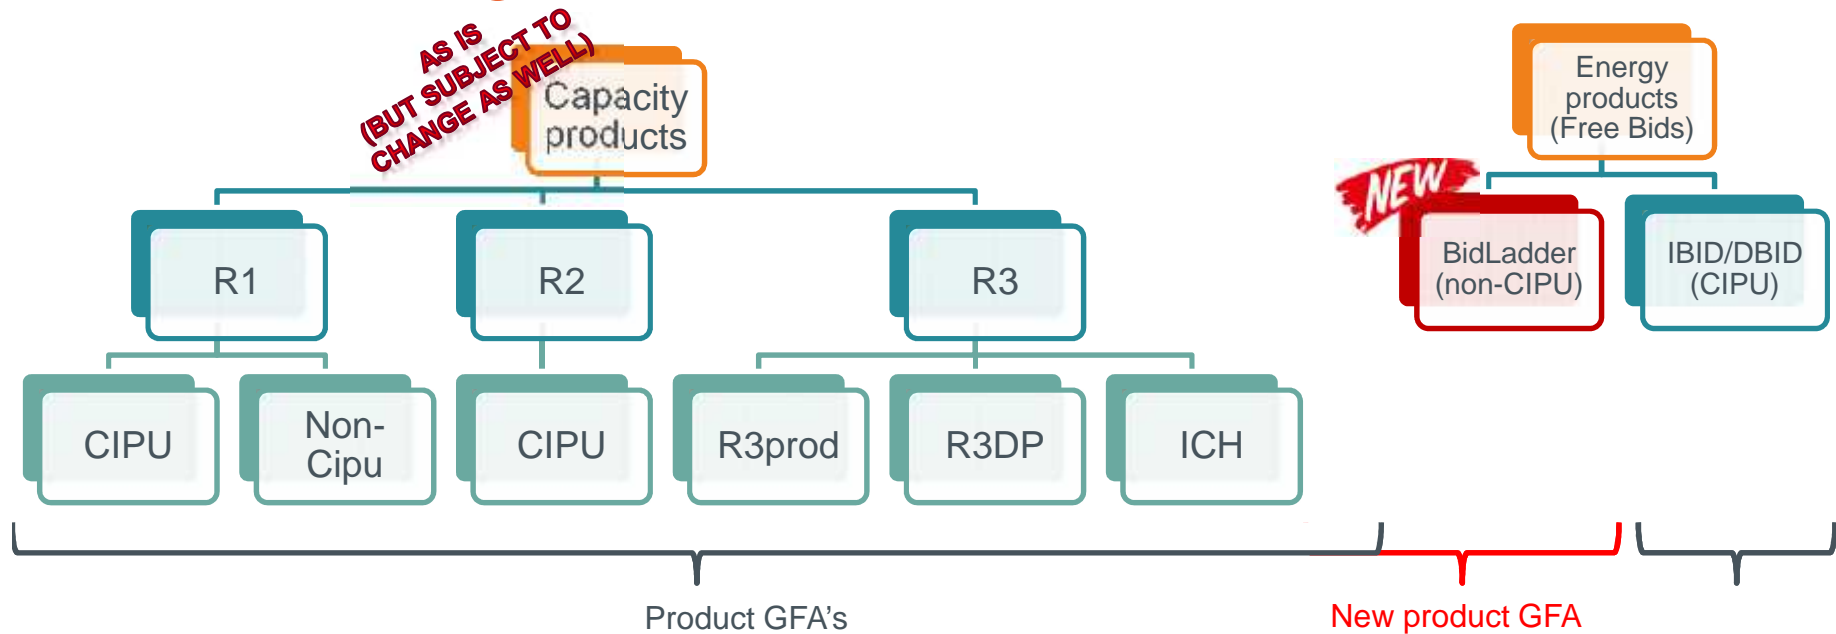 AS IS
(BUT SUBJECT TO
CHANGE AS WELL)
Capacity
products
Energy
products
(Free Bids)
NEW
R1
R2
R3
BidLadder
(non-CIPU)
IBID/DBID
(CIPU)
CIPU
Non-
Cipu
CIPU
R3prod
R3DP
ICH
Product GFA’s
New product GFA